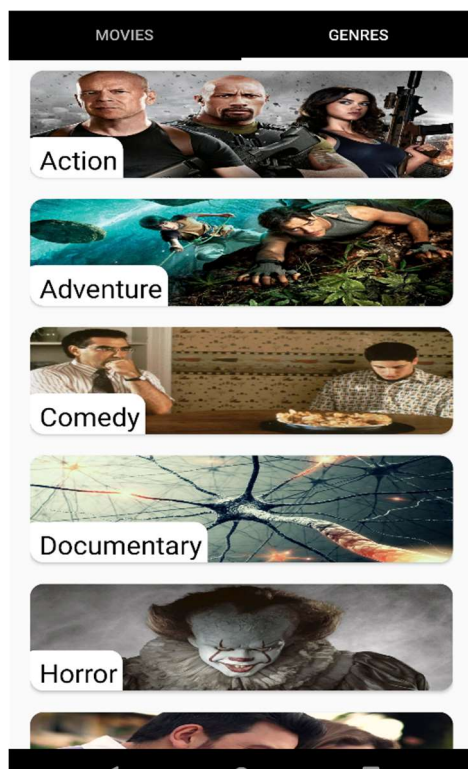 MOVIES GENRES
Action
Adventure
Comedy
Documentary
Horror